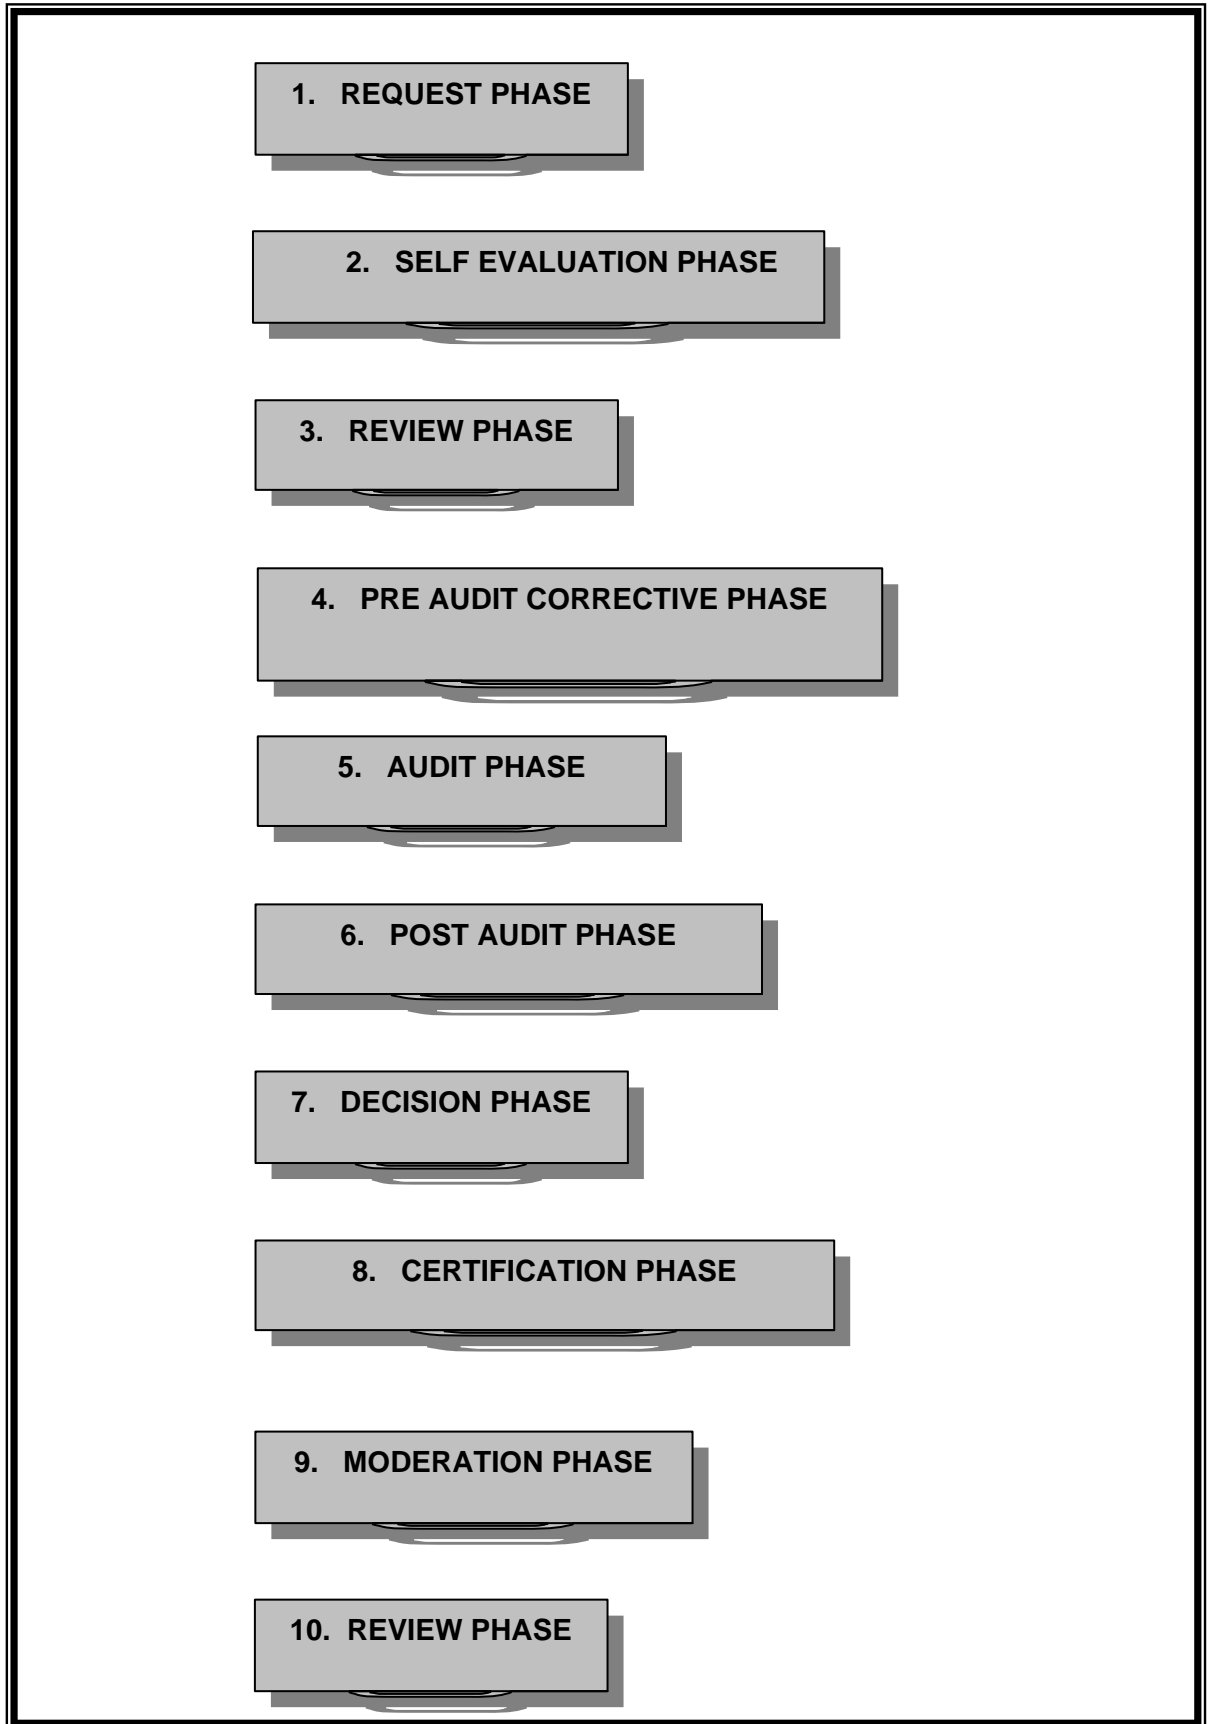 1. REQUEST PHASE
2. SELF EVALUATION PHASE
3. REVIEW PHASE
4. PRE AUDIT CORRECTIVE PHASE
5. AUDIT PHASE
6. POST AUDIT PHASE
7. DECISION PHASE
8. CERTIFICATION PHASE
9. MODERATION PHASE
10. REVIEW PHASE